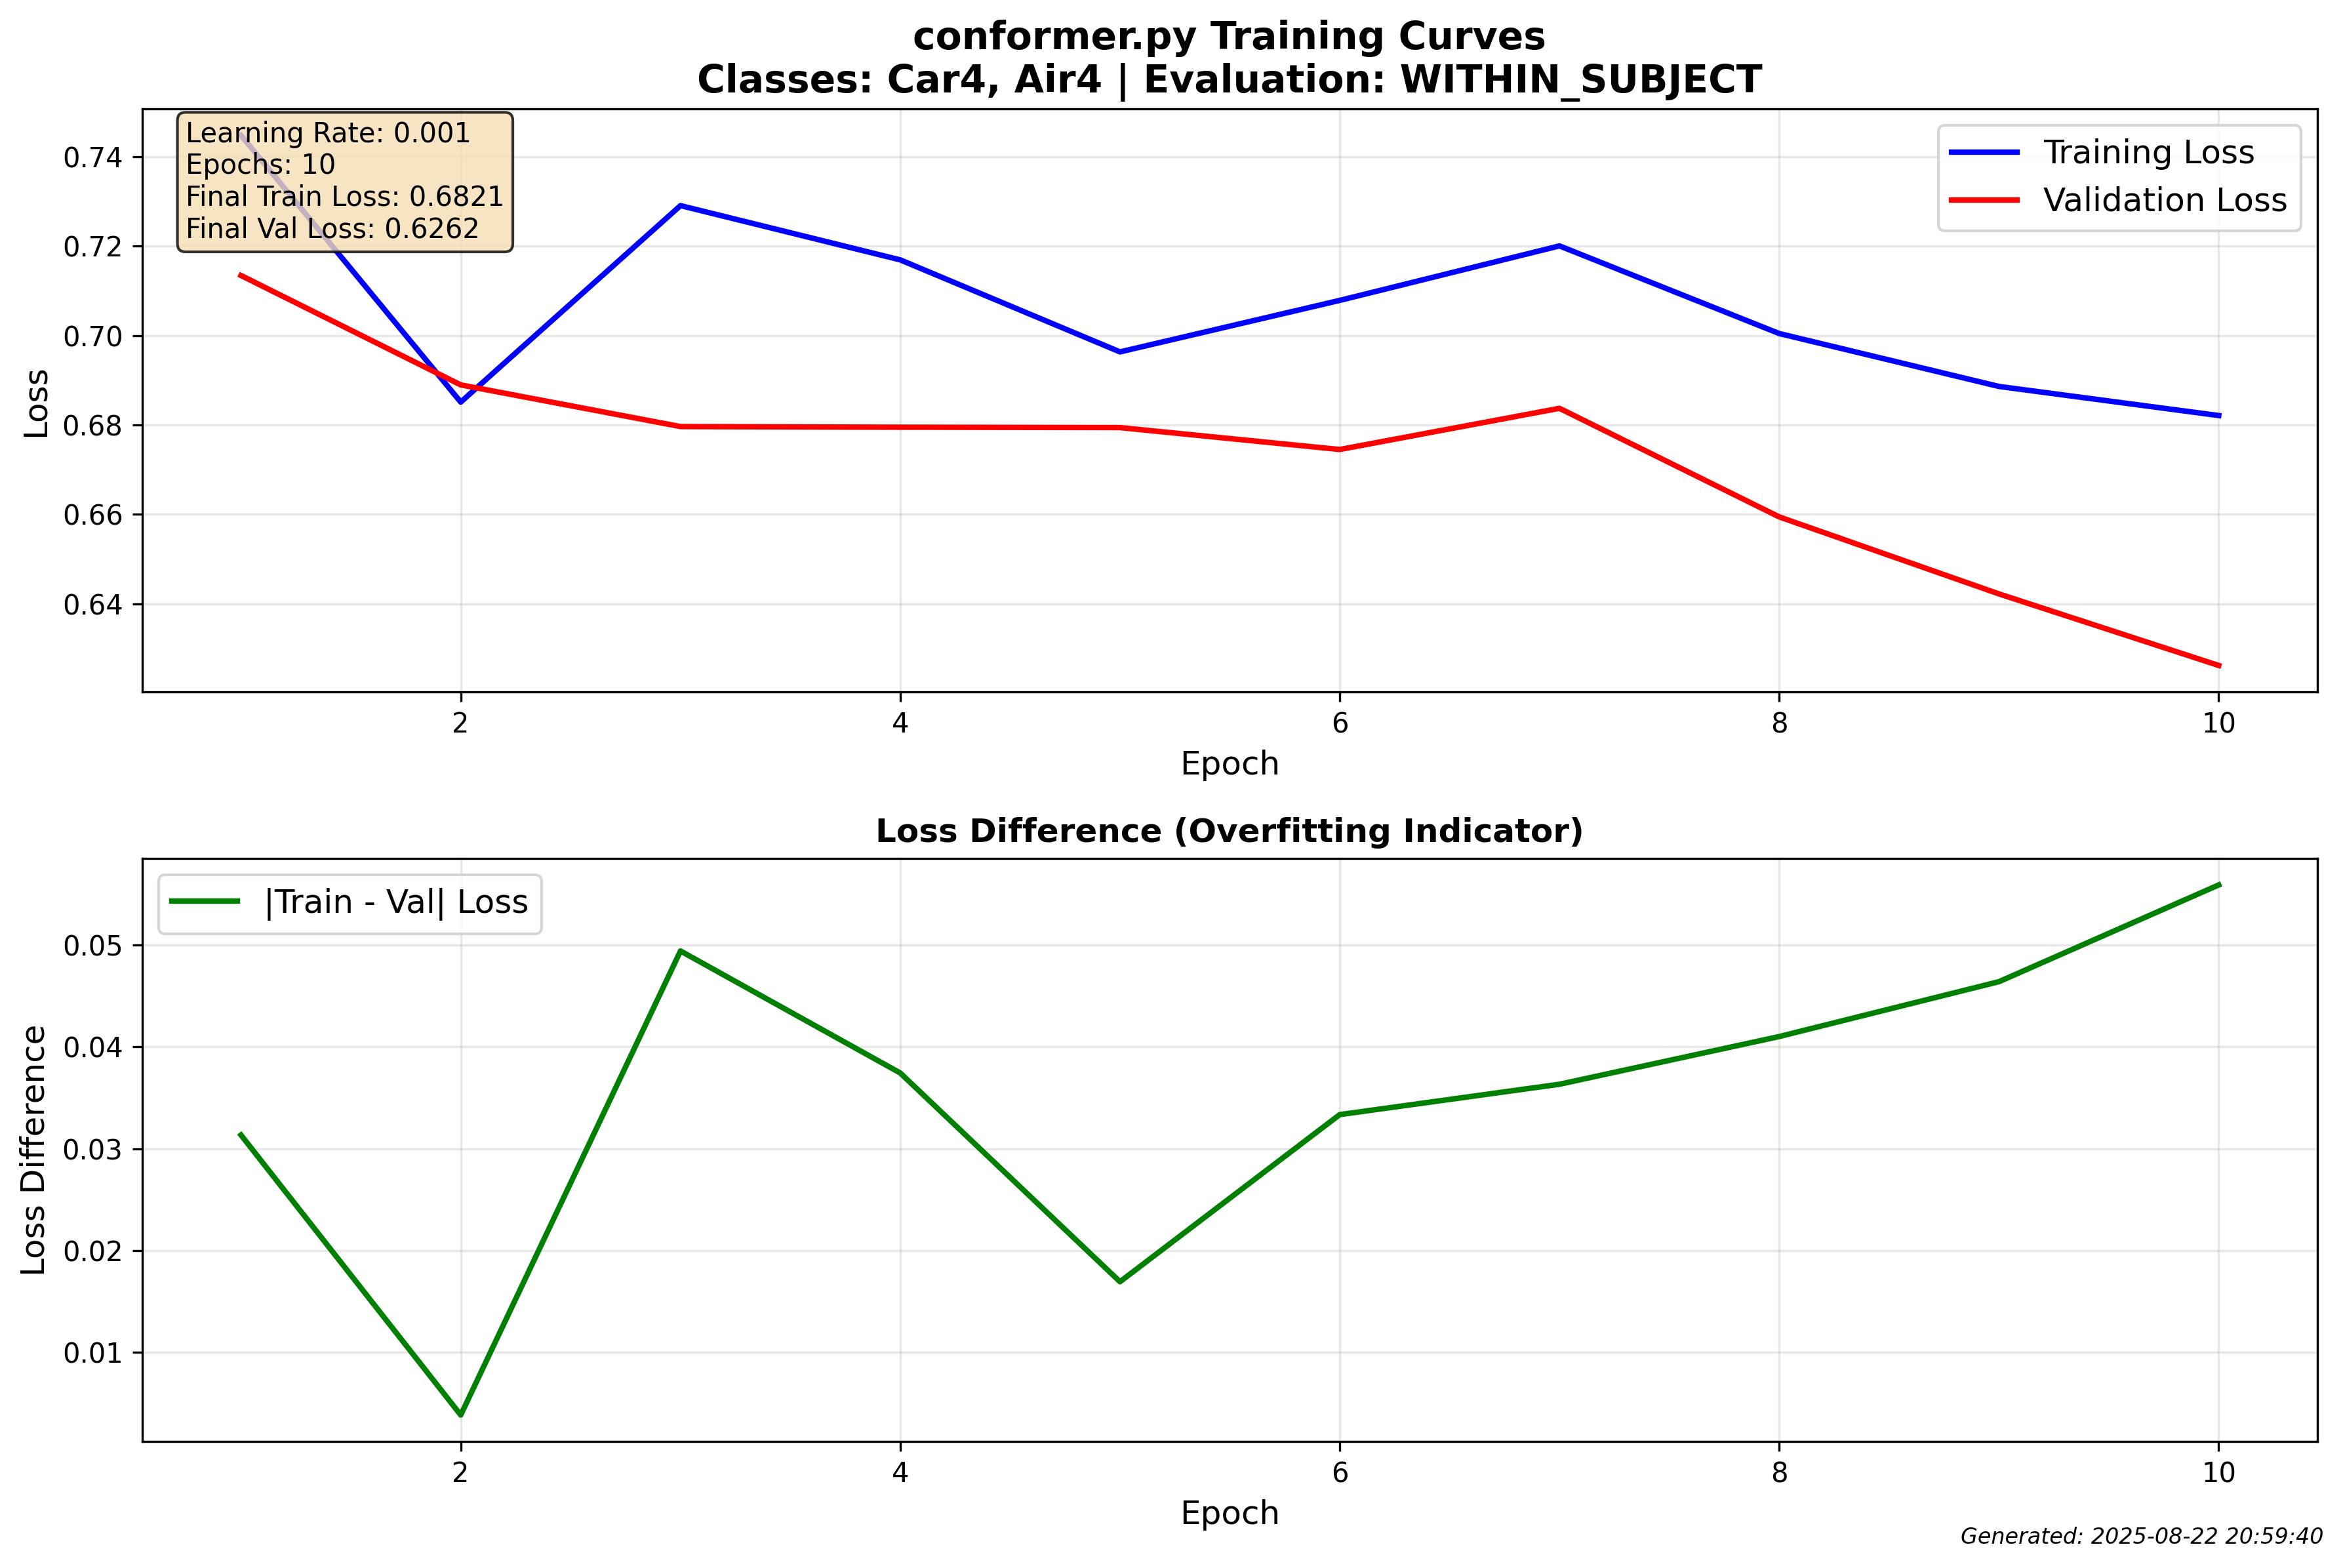 conformer.py Training Curves
Classes: Car4, Air4 | Evaluation: WITHIN_SUBJECT
Learning Rate: 0.001
Epochs: 10
Final Train Loss: 0.6821
Final Val Loss: 0.6262
Training Loss
Validation Loss
0.74
0.72
0.70
0.68
0.66
0.64
Loss
2 4 6 8 10
Epoch
Loss Difference (Overfitting Indicator)
|Train - Val| Loss
0.05
0.04
0.03
0.02
0.01
Loss Difference
2 4 6 8 10
Epoch
Generated: 2025-08-22 20:59:40